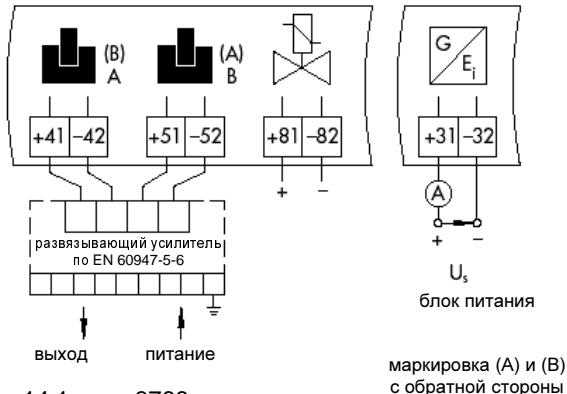 (B)
A
(A)
B
G
Ei
+41 −42
+51 −52
+81 −82
+31 −32
+ −
A
+ −
развязывающий усилитель
по EN 60947-5-6
Us
блок питания
выход
питание
маркировка (A) и (B)
с обратной стороны